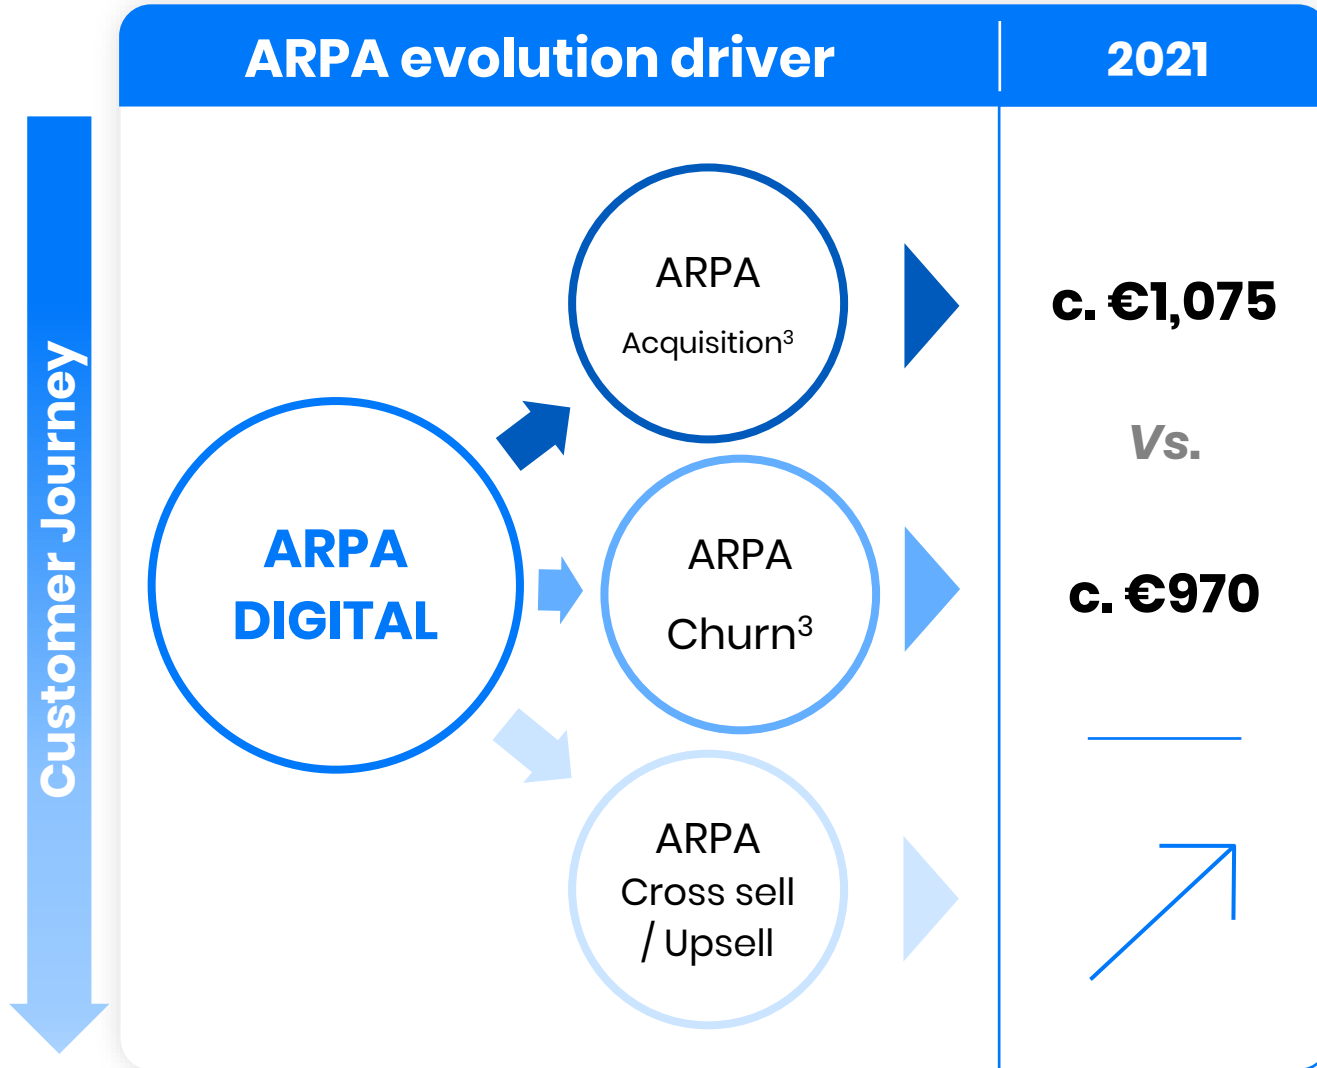 ARPA evolution driver
2021
Customer Journey
ARPA
DIGITAL
ARPA
Acquisition³
c. €1,075
Vs.
ARPA
Churn³
c. €970
ARPA
Cross sell
/ Upsell